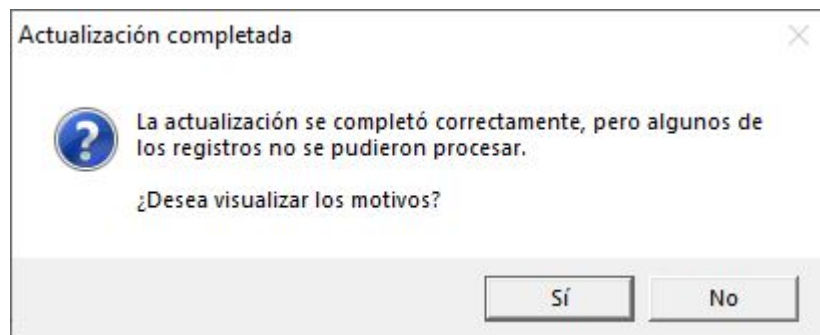 Actualización completada
La actualización se completó correctamente, pero algunos de
los registros no se pudieron procesar.
¿Desea visualizar los motivos?
Sí
No